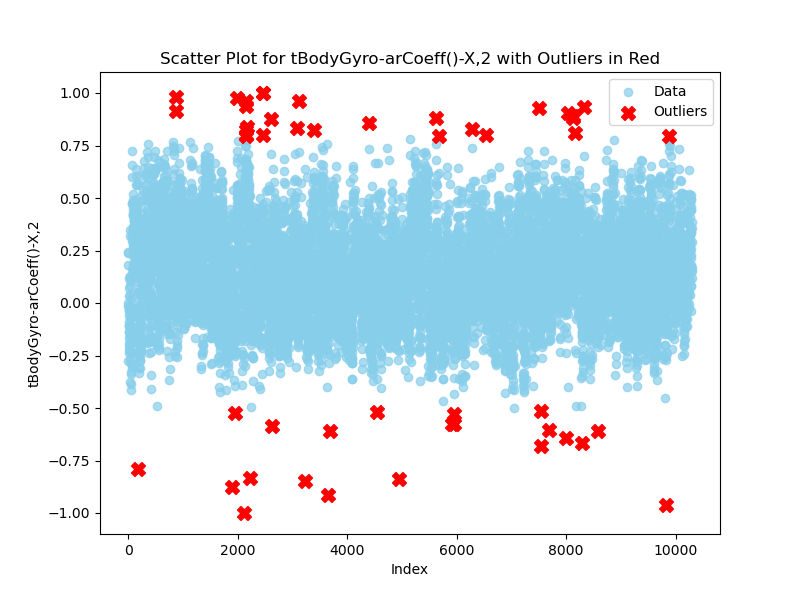 Scatter Plot for tBodyGyro-arCoeff()-X,2 with Outliers in Red
Data
Outliers
tBodyGyro-arCoeff()-X,2
1.00
0.75
0.50
0.25
0.00
−0.25
−0.50
−0.75
−1.00
0 2000 4000 6000 8000 10000
Index